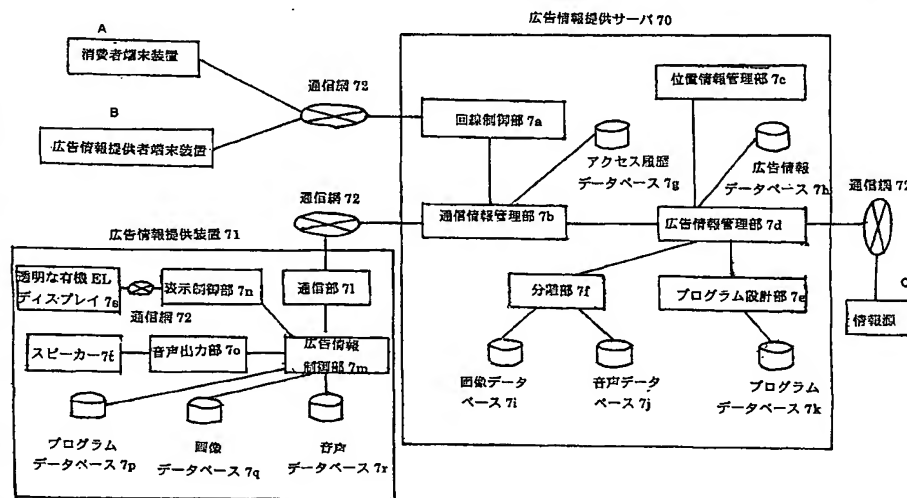 広告情報提供サーバ 70
A
消費者端末装置
B
広告情報提供者端末装置
通信網 72
回線制御部 7a
位置情報管理部 7c
アクセス履歴
データベース 7g
広告情報
データベース 7h
通信網 72
通信情報管理部 7b
広告情報管理部 7d
通信網 72
広告情報提供装置 71
透明な有機 EL
ディスプレイ 7s
通信網 72
表示制御部 7n
通信部 7l
スピーカー 7t
音声出力部 7o
広告情報
制御部 7m
プログラム
データベース 7p
画像
データベース 7q
音声
データベース 7r
分類部 7f
プログラム設計部 7e
C
情報源
画像データ
ベース 7i
音声データ
ベース 7j
プログラム
データベース 7k